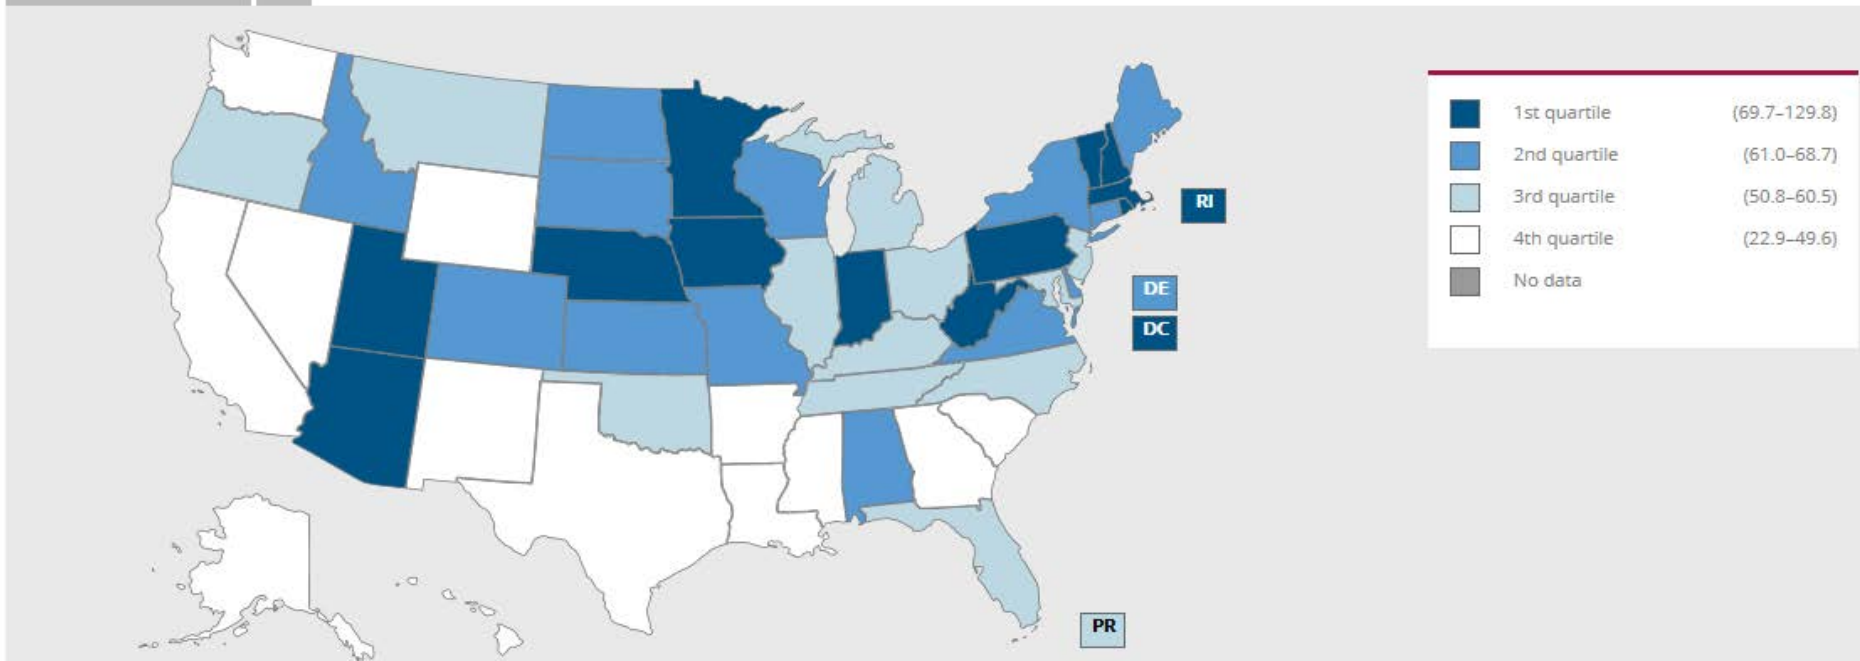 1st quartile (69.7–129.8)
2nd quartile (61.0–68.7)
3rd quartile (50.8–60.5)
4th quartile (22.9–49.6)
No data
RI
DE
DC
PR